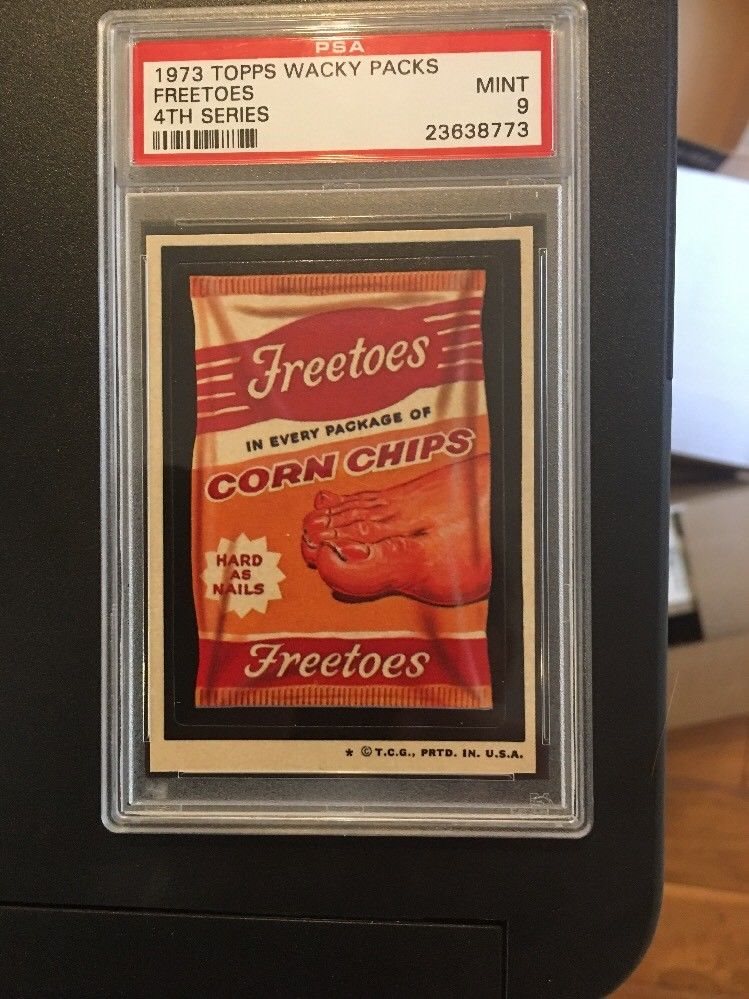 PSA
1973 TOPPS WACKY PACKS
FREETOES
MINT
4TH SERIES
9
23638773
Freetoes
IN EVERY PACKAGE OF
CORN CHIPS
HARD
AS
NAILS
Freetoes
* © T.C.G., PRTD. IN. U.S.A.